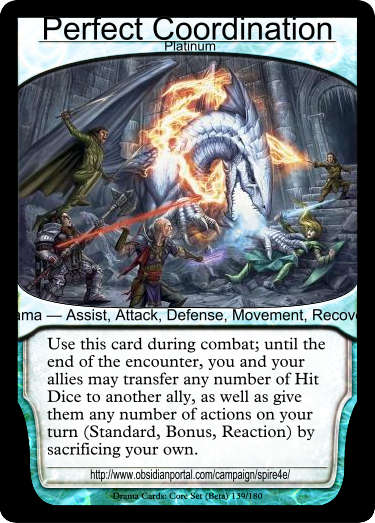 Perfect Coordination
Platinum
ama — Assist, Attack, Defense, Movement, Recove
Use this card during combat; until the
end of the encounter, you and your
allies may transfer any number of Hit
Dice to another ally, as well as give
them any number of actions on your
turn (Standard, Bonus, Reaction) by
sacrificing your own.
http://www.obsidianportal.com/campaign/spire4e/
Drama Cards: Core Set (Beta) 139/180